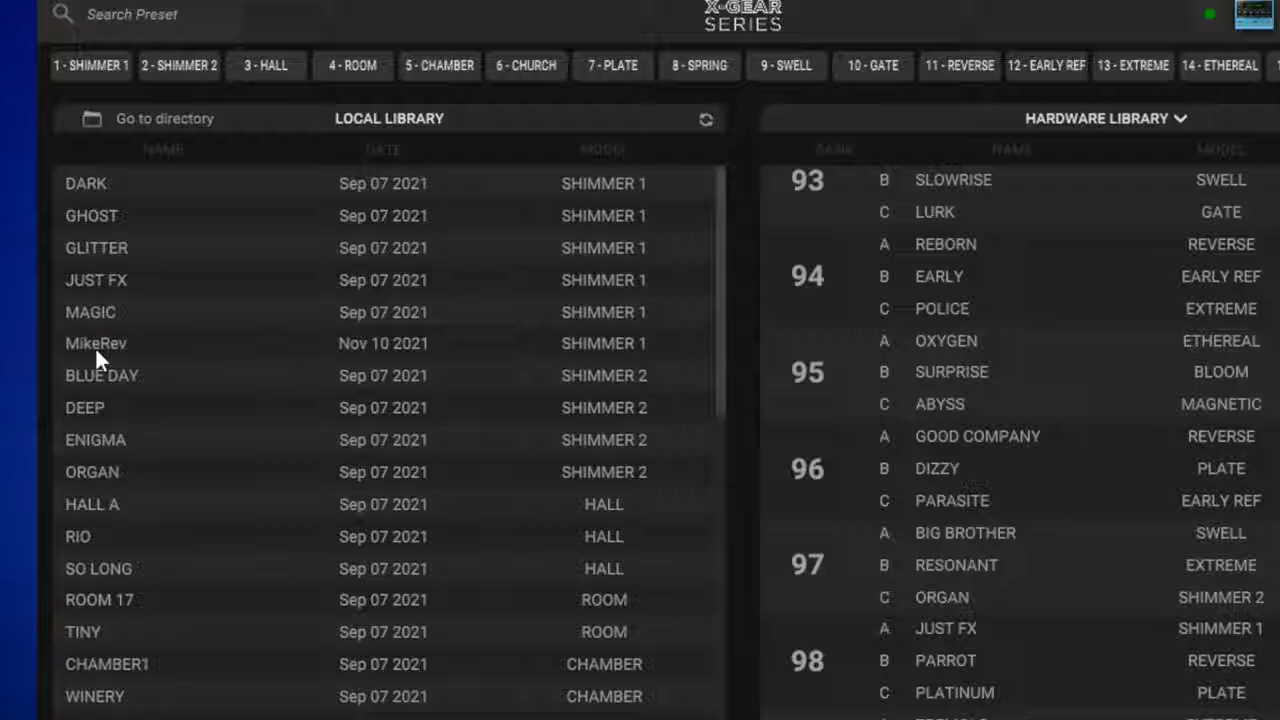 Search Preset
X-GEAR
SERIES
1 - SHIMMER 1 2 - SHIMMER 2 3 - HALL 4 - ROOM 5 - CHAMBER 6 - CHURCH 7 - PLATE 8 - SPRING 9 - SWELL 10 - GATE 11 - REVERSE 12 - EARLY REF 13 - EXTREME 14 - ETHEREAL
Go to directory LOCAL LIBRARY
NAME DATE MODEL
DARK Sep 07 2021 SHIMMER 1
GHOST Sep 07 2021 SHIMMER 1
GLITTER Sep 07 2021 SHIMMER 1
JUST FX Sep 07 2021 SHIMMER 1
MAGIC Sep 07 2021 SHIMMER 1
MikeRev Nov 10 2021 SHIMMER 1
BLUE DAY Sep 07 2021 SHIMMER 2
DEEP Sep 07 2021 SHIMMER 2
ENIGMA Sep 07 2021 SHIMMER 2
ORGAN Sep 07 2021 SHIMMER 2
HALL A Sep 07 2021 HALL
RIO Sep 07 2021 HALL
SO LONG Sep 07 2021 HALL
ROOM 17 Sep 07 2021 ROOM
TINY Sep 07 2021 ROOM
CHAMBER1 Sep 07 2021 CHAMBER
WINERY Sep 07 2021 CHAMBER
HARDWARE LIBRARY
BANK NAME MODEL
93 B SLOWRISE SWELL
C LURK GATE
A REBORN REVERSE
94 B EARLY EARLY REF
C POLICE EXTREME
A OXYGEN ETHEREAL
95 B SURPRISE BLOOM
C ABYSS MAGNETIC
A GOOD COMPANY REVERSE
96 B DIZZY PLATE
C PARASITE EARLY REF
A BIG BROTHER SWELL
97 B RESONANT EXTREME
C ORGAN SHIMMER 2
A JUST FX SHIMMER 1
98 B PARROT REVERSE
C PLATINUM PLATE